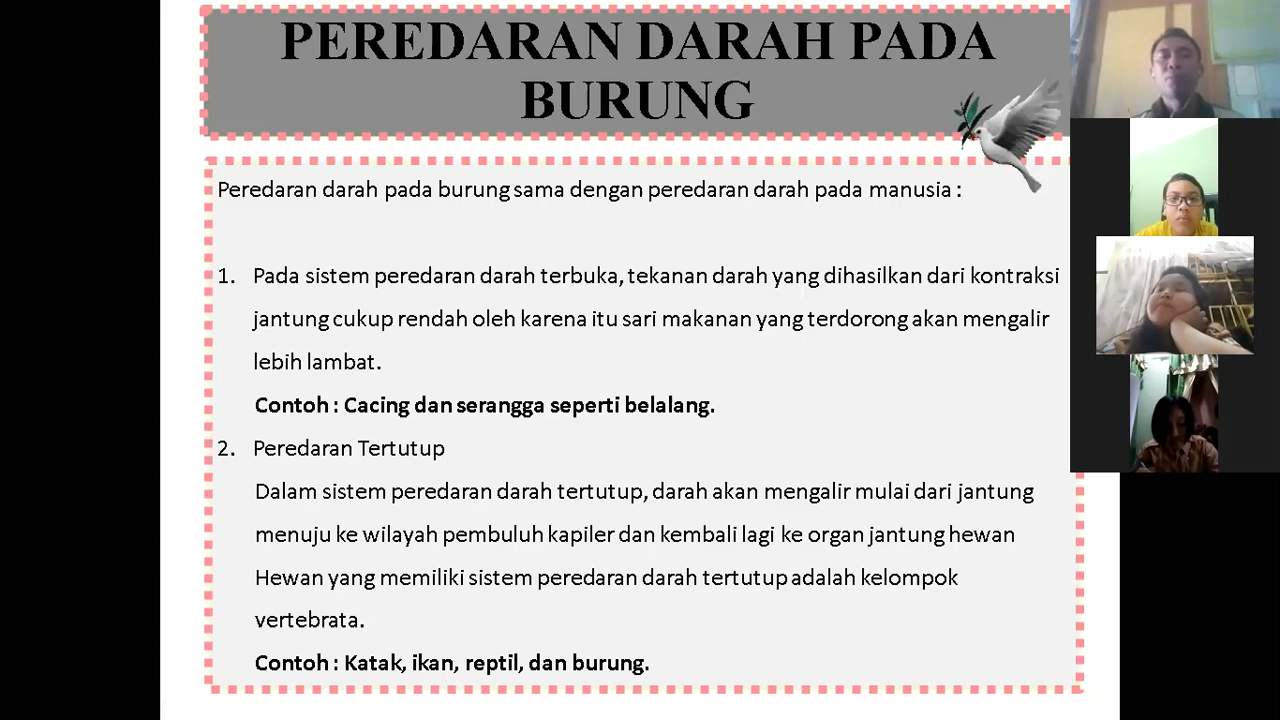 PEREDARAN DARAH PADA
BURUNG
Peredaran darah pada burung sama dengan peredaran darah pada manusia :
1. Pada sistem peredaran darah terbuka, tekanan darah yang dihasilkan dari kontraksi
jantung cukup rendah oleh karena itu sari makanan yang terdorong akan mengalir
lebih lambat.
Contoh : Cacing dan serangga seperti belalang.
2. Peredaran Tertutup
Dalam sistem peredaran darah tertutup, darah akan mengalir mulai dari jantung
menuju ke wilayah pembuluh kapiler dan kembali lagi ke organ jantung hewan
Hewan yang memiliki sistem peredaran darah tertutup adalah kelompok
vertebrata.
Contoh : Katak, ikan, reptil, dan burung.